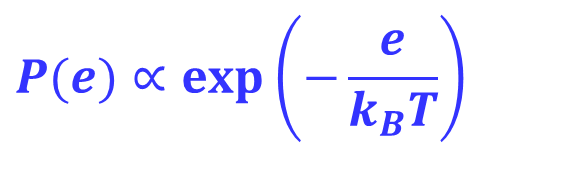 P(e) ∝ exp(−e/(k_B T))